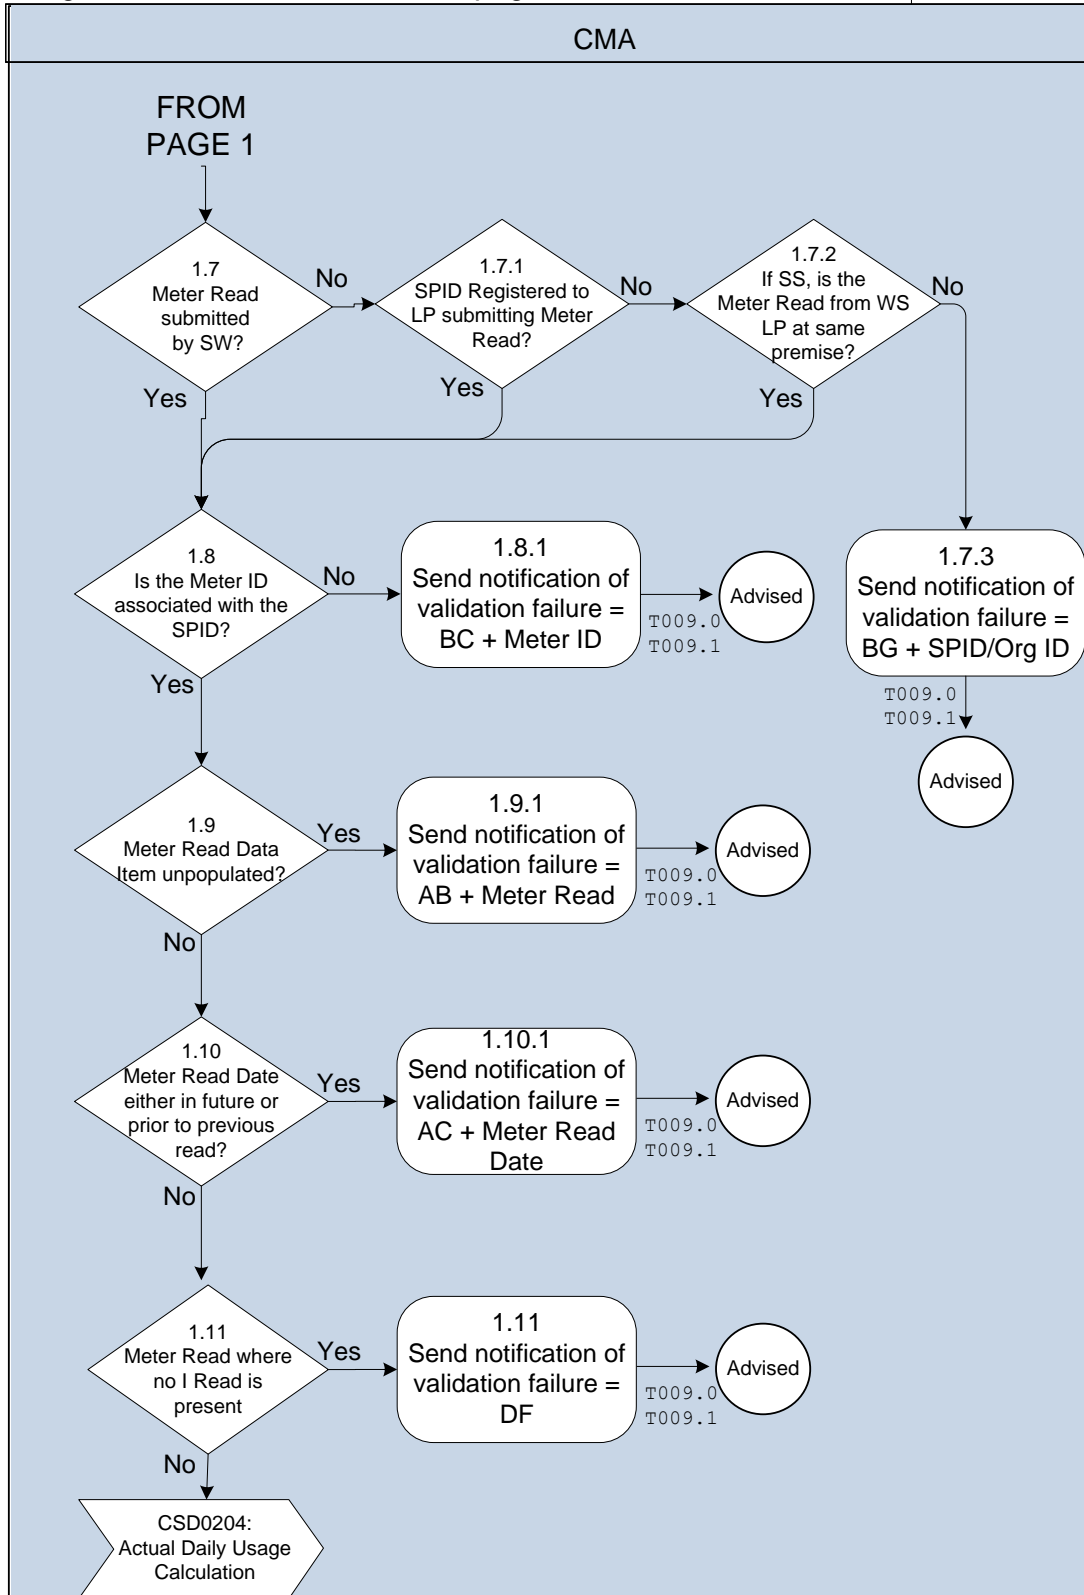 CMA
FROM
PAGE 1
1.7
Meter Read
submitted
by SW?
No
Yes
1.7.1
SPID Registered to
LP submitting Meter
Read?
No
Yes
1.7.2
If SS, is the
Meter Read from WS
LP at same
premise?
No
Yes
1.7.3
Send notification of
validation failure =
BG + SPID/Org ID
T009.0
T009.1
Advised
1.8
Is the Meter ID
associated with the
SPID?
No
Yes
1.8.1
Send notification of
validation failure =
BC + Meter ID
T009.0
T009.1
Advised
1.9
Meter Read Data
Item unpopulated?
Yes
No
1.9.1
Send notification of
validation failure =
AB + Meter Read
T009.0
T009.1
Advised
1.10
Meter Read Date
either in future or
prior to previous
read?
Yes
No
1.10.1
Send notification of
validation failure =
AC + Meter Read
Date
T009.0
T009.1
Advised
1.11
Meter Read where
no I Read is
present
Yes
No
1.11
Send notification of
validation failure =
DF
T009.0
T009.1
Advised
CSD0204:
Actual Daily Usage
Calculation